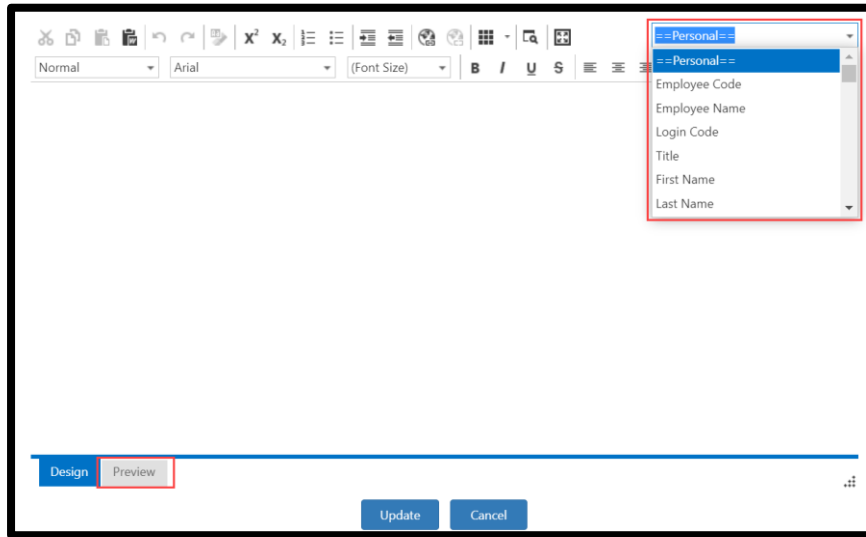 X² X₂ ==Personal==
Normal Arial (Font Size) B I U S
==Personal==
Employee Code
Employee Name
Login Code
Title
First Name
Last Name
Design Preview
Update Cancel